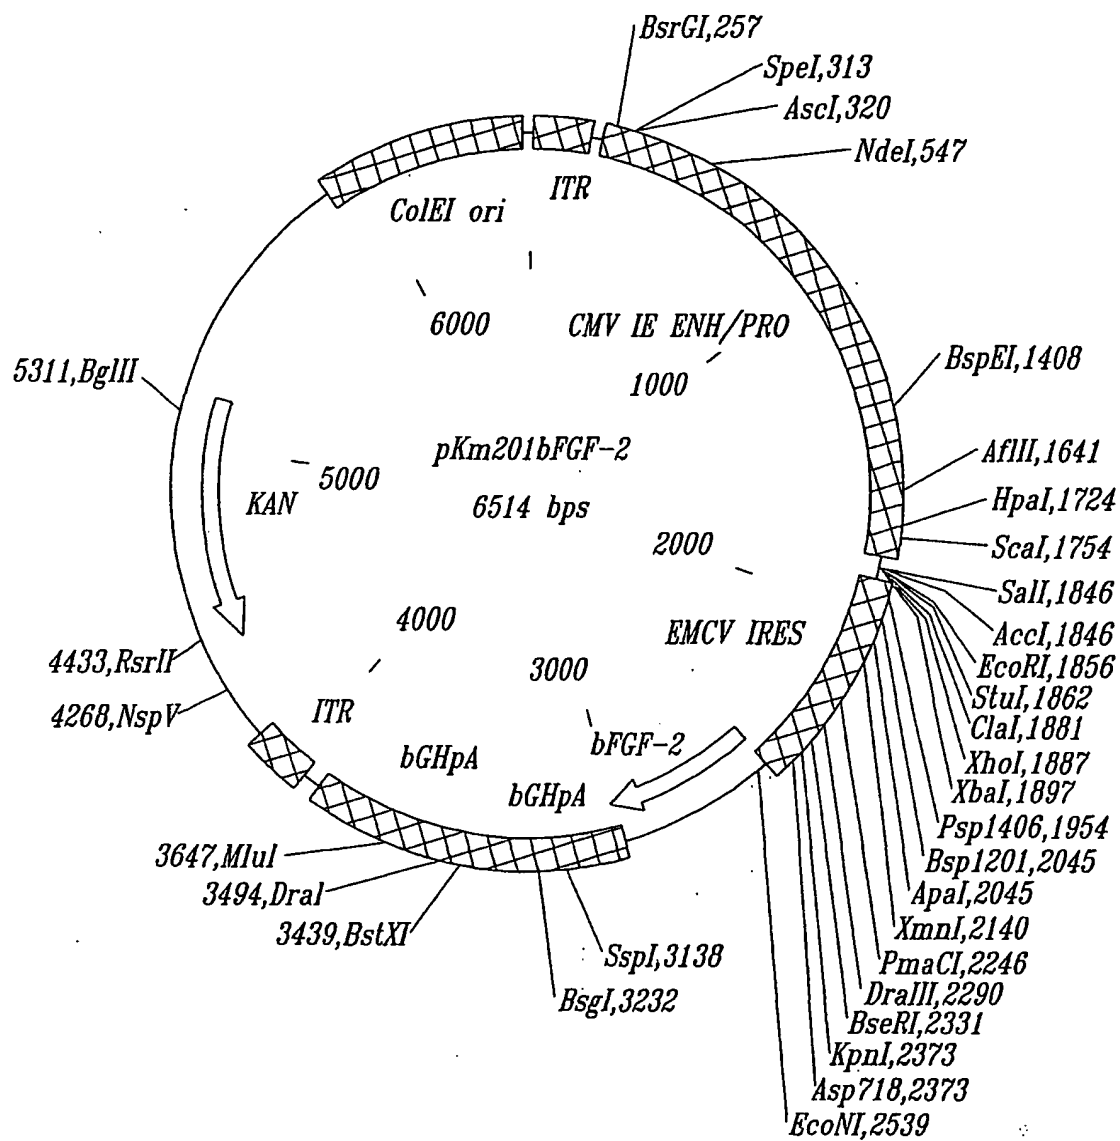 BsrGI,257
SpeI,313
AscI,320
NdeI,547
ITR
ColEI ori
6000
CMV IE ENH/PRO
1000
5311,BglII
BspEI,1408
pKm201bFGF-2
6514 bps
5000
KAN
AflII,1641
HpaI,1724
ScaI,1754
2000
SalI,1846
AccI,1846
EcoRI,1856
StuI,1862
ClaI,1881
XhoI,1887
XbaI,1897
Psp1406,1954
Bsp1201,2045
ApaI,2045
XmnI,2140
PmaCI,2246
DraIII,2290
BseRI,2331
KpnI,2373
Asp718,2373
EcoNI,2539
EMCV IRES
4000
3000
4433,RsrII
4268,NspV
ITR
bGHpA
bFGF-2
bGHpA
3647,MluI
3494,DraI
3439,BstXI
SspI,3138
BsgI,3232